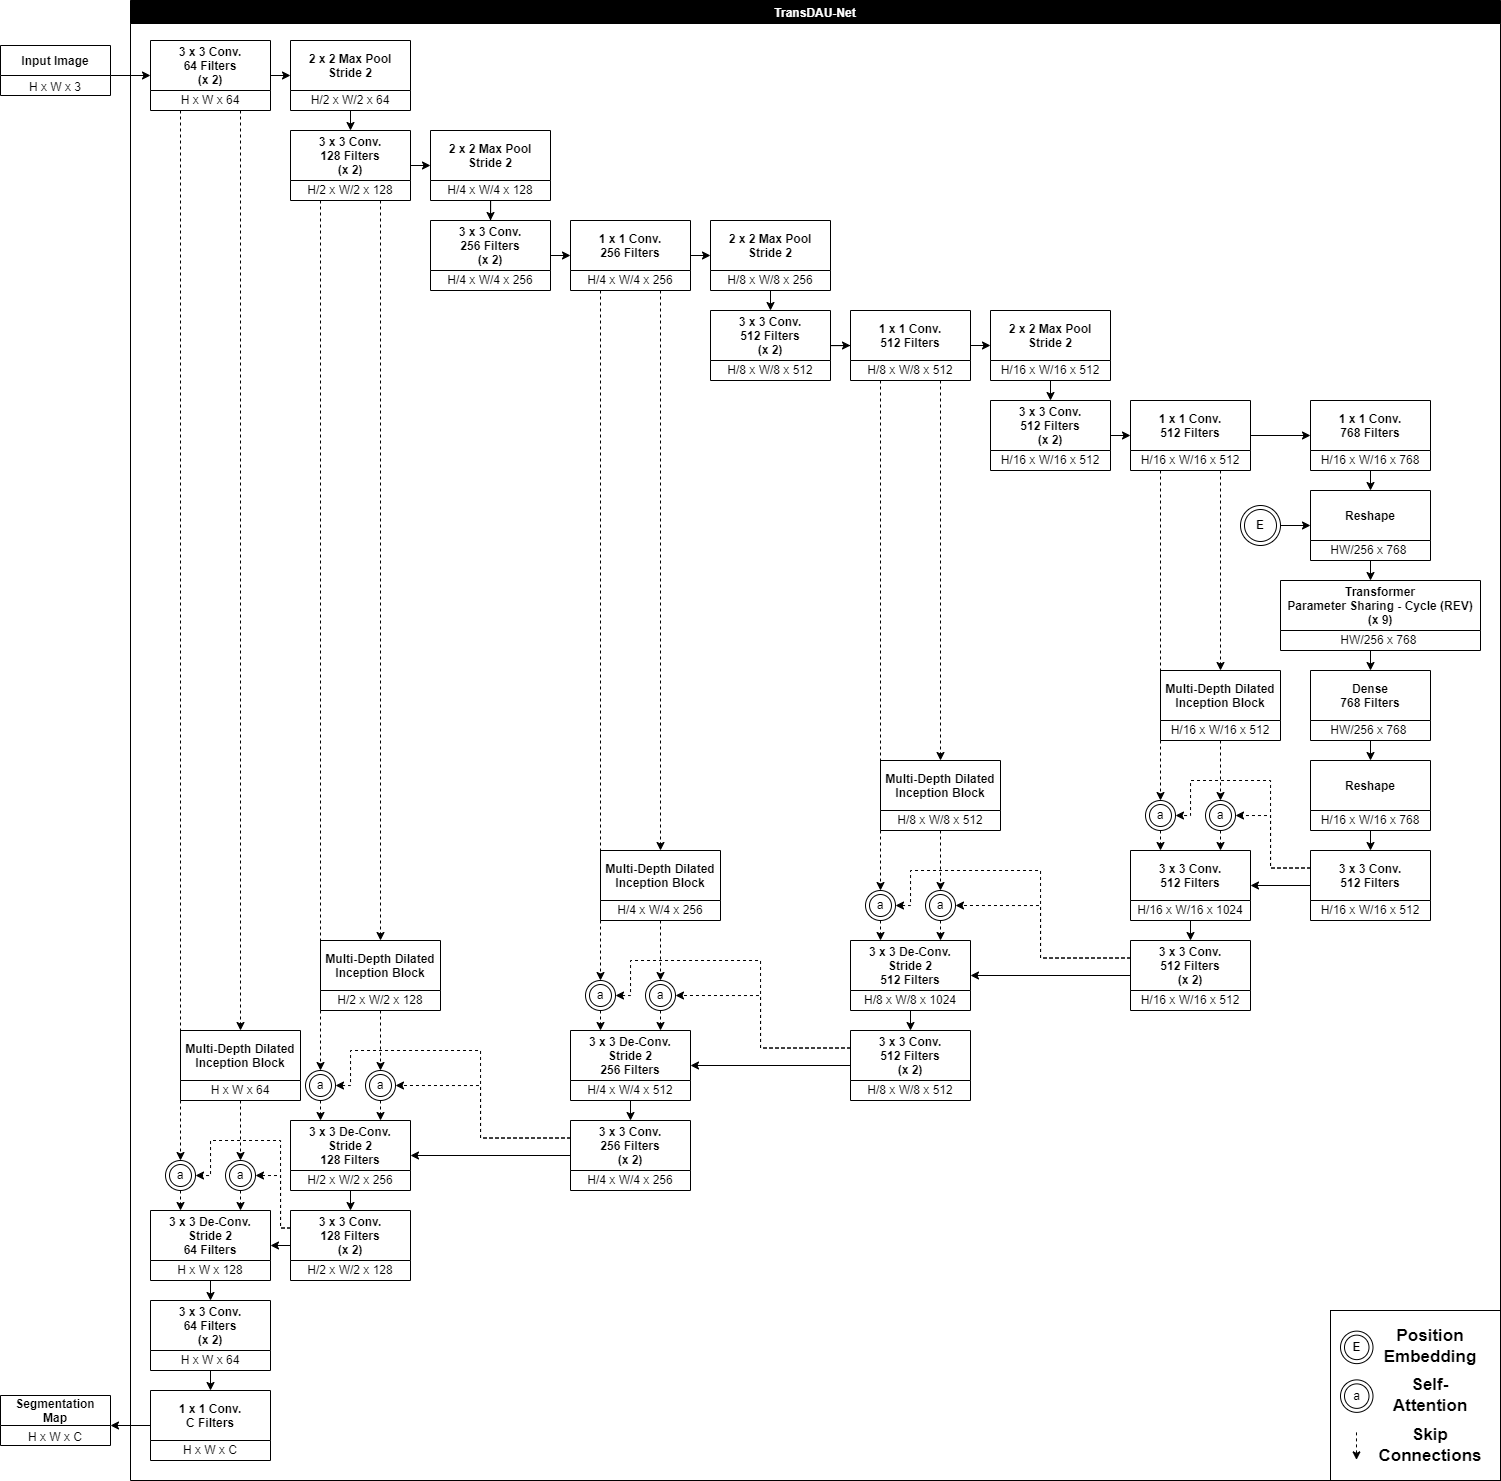 TransDAU-Net
Input Image
H x W x 3
3 x 3 Conv.
64 Filters
(x 2)
H x W x 64
2 x 2 Max Pool
Stride 2
H/2 x W/2 x 64
3 x 3 Conv.
128 Filters
(x 2)
H/2 x W/2 x 128
2 x 2 Max Pool
Stride 2
H/4 x W/4 x 128
3 x 3 Conv.
256 Filters
(x 2)
H/4 x W/4 x 256
1 x 1 Conv.
256 Filters
H/4 x W/4 x 256
2 x 2 Max Pool
Stride 2
H/8 x W/8 x 256
3 x 3 Conv.
512 Filters
(x 2)
H/8 x W/8 x 512
1 x 1 Conv.
512 Filters
H/8 x W/8 x 512
2 x 2 Max Pool
Stride 2
H/16 x W/16 x 512
3 x 3 Conv.
512 Filters
(x 2)
H/16 x W/16 x 512
1 x 1 Conv.
512 Filters
H/16 x W/16 x 512
1 x 1 Conv.
768 Filters
H/16 x W/16 x 768
E
Reshape
HW/256 x 768
Transformer
Parameter Sharing - Cycle (REV)
(x 9)
HW/256 x 768
Multi-Depth Dilated
Inception Block
H/16 x W/16 x 512
Dense
768 Filters
HW/256 x 768
Multi-Depth Dilated
Inception Block
H/8 x W/8 x 512
a
a
Reshape
H/16 x W/16 x 768
Multi-Depth Dilated
Inception Block
H/4 x W/4 x 256
a
a
3 x 3 Conv.
512 Filters
H/16 x W/16 x 1024
3 x 3 Conv.
512 Filters
H/16 x W/16 x 512
Multi-Depth Dilated
Inception Block
H/2 x W/2 x 128
a
a
3 x 3 De-Conv.
Stride 2
512 Filters
H/8 x W/8 x 1024
3 x 3 Conv.
512 Filters
(x 2)
H/16 x W/16 x 512
Multi-Depth Dilated
Inception Block
H x W x 64
a
a
3 x 3 De-Conv.
Stride 2
256 Filters
H/4 x W/4 x 512
3 x 3 Conv.
512 Filters
(x 2)
H/8 x W/8 x 512
a
a
3 x 3 De-Conv.
Stride 2
128 Filters
H/2 x W/2 x 256
3 x 3 Conv.
256 Filters
(x 2)
H/4 x W/4 x 256
3 x 3 De-Conv.
Stride 2
64 Filters
H x W x 128
3 x 3 Conv.
128 Filters
(x 2)
H/2 x W/2 x 128
3 x 3 Conv.
64 Filters
(x 2)
H x W x 64
1 x 1 Conv.
C Filters
H x W x C
Segmentation
Map
H x W x C
E
Position
Embedding
a
Self-
Attention
Skip
Connections